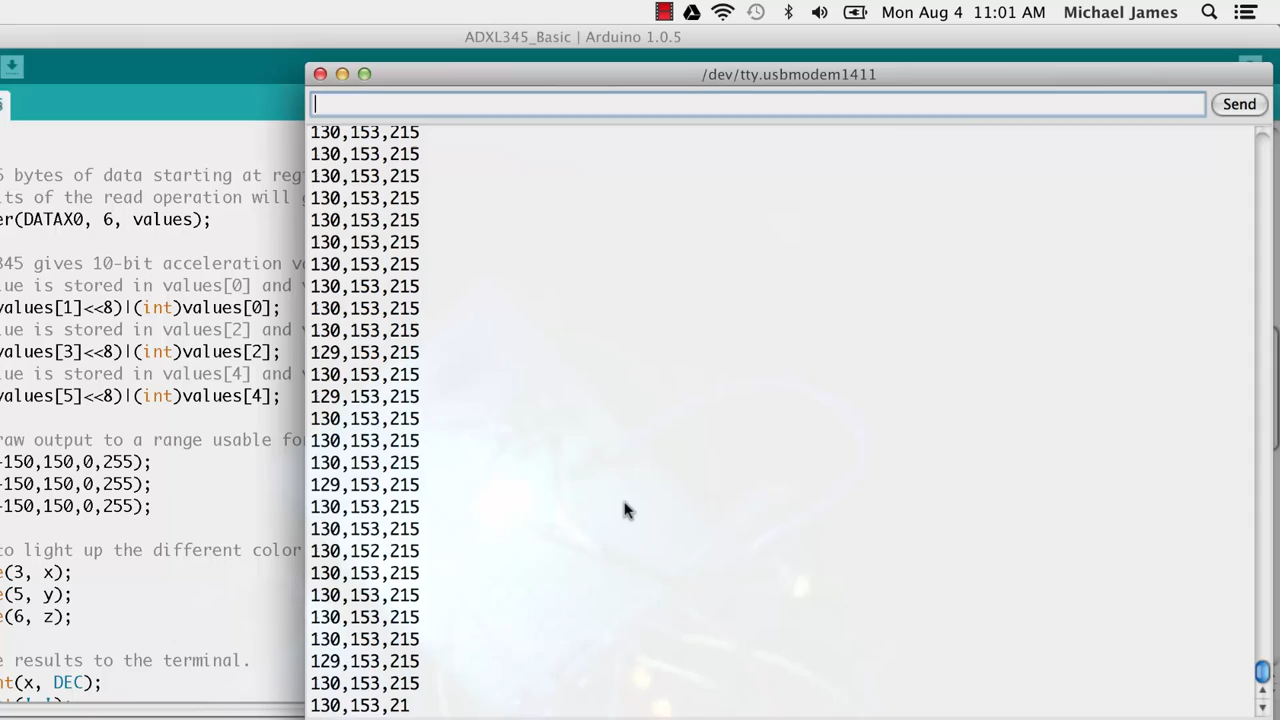 Mon Aug 4 11:01 AM Michael James
ADXL345_Basic | Arduino 1.0.5
/dev/tty.usbmodem1411
Send
bytes of data starting at reg
ts of the read operation will
er(DATAX0, 6, values);
345 gives 10-bit acceleration v
ue is stored in values[0] and
values[1]<<8)|(int)values[0];
ue is stored in values[2] and
values[3]<<8)|(int)values[2];
ue is stored in values[4] and
values[5]<<8)|(int)values[4];
raw output to a range usable fo
-150,150,0,255);
-150,150,0,255);
-150,150,0,255);
to light up the different color
e(3, x);
e(5, y);
e(6, z);
e results to the terminal.
nt(x, DEC);
130,153,215
130,153,215
130,153,215
130,153,215
130,153,215
130,153,215
130,153,215
130,153,215
130,153,215
130,153,215
129,153,215
130,153,215
129,153,215
130,153,215
130,153,215
130,153,215
129,153,215
130,153,215
130,153,215
130,152,215
130,153,215
130,153,215
130,153,215
130,153,215
129,153,215
130,153,215
130,153,21